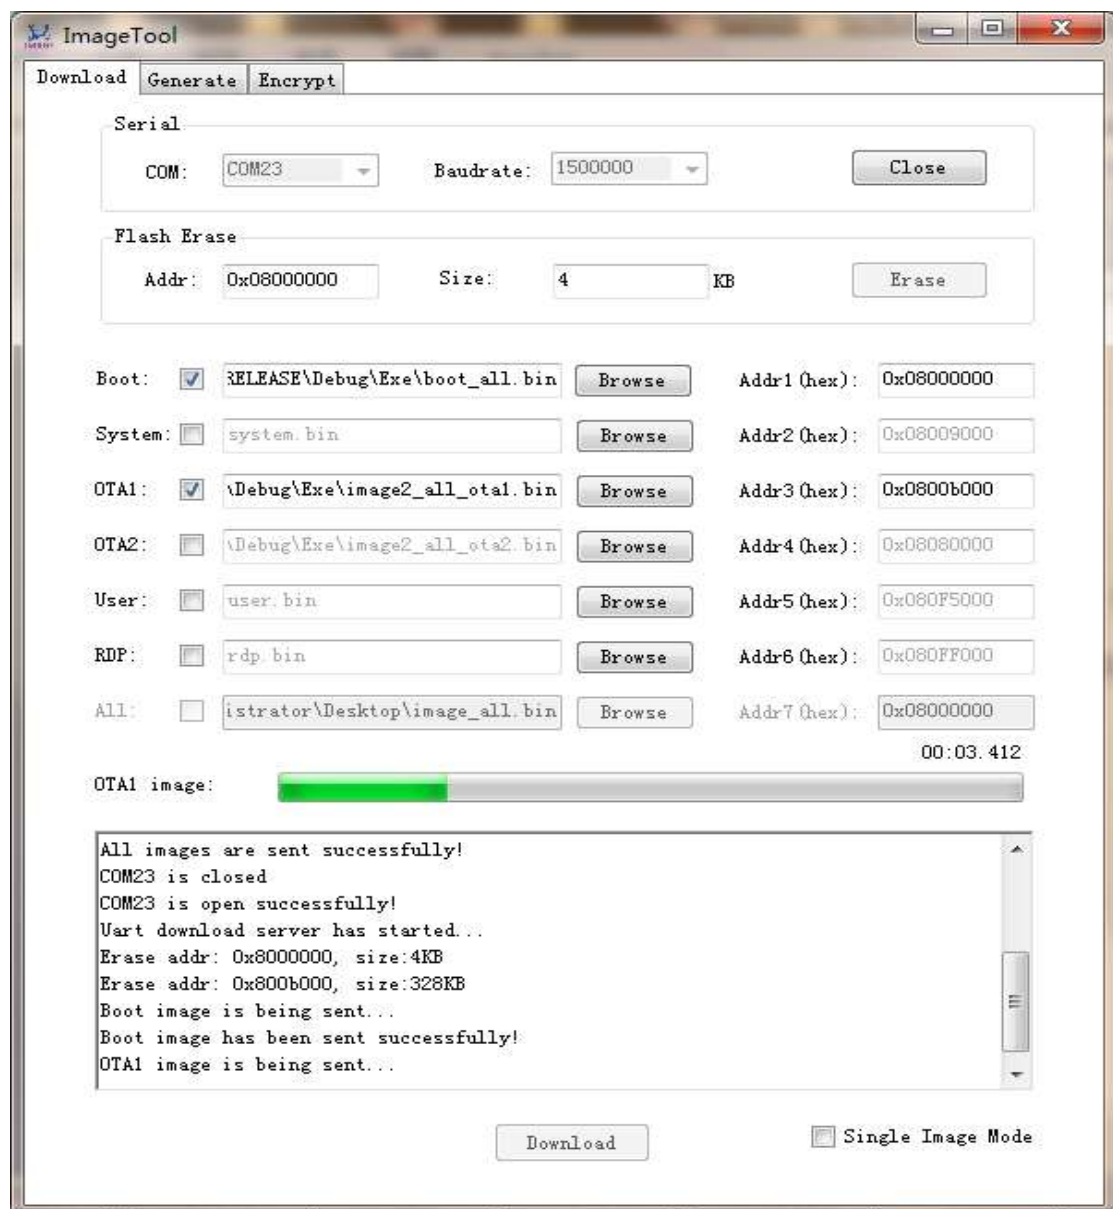 ImageTool
Download Generate Encrypt
Serial
COM: COM23 Baudrate: 1500000 Close
Flash Erase
Addr: 0x08000000 Size: 4 KB Erase
Boot: RELEASE\Debug\Exe\boot_all.bin Browse Addr1(hex): 0x08000000
System: system.bin Browse Addr2(hex): 0x08009000
OTA1: \Debug\Exe\image2_all_ota1.bin Browse Addr3(hex): 0x0800b000
OTA2: \Debug\Exe\image2_all_ota2.bin Browse Addr4(hex): 0x08080000
User: user.bin Browse Addr5(hex): 0x080F5000
RDP: rdp.bin Browse Addr6(hex): 0x080FF000
All: istrator\Desktop\image_all.bin Browse Addr7(hex): 0x08000000
00:03.412
OTA1 image:
All images are sent successfully!
COM23 is closed
COM23 is open successfully!
Uart download server has started...
Erase addr: 0x8000000, size:4KB
Erase addr: 0x800b000, size:328KB
Boot image is being sent...
Boot image has been sent successfully!
OTA1 image is being sent...
Download Single Image Mode